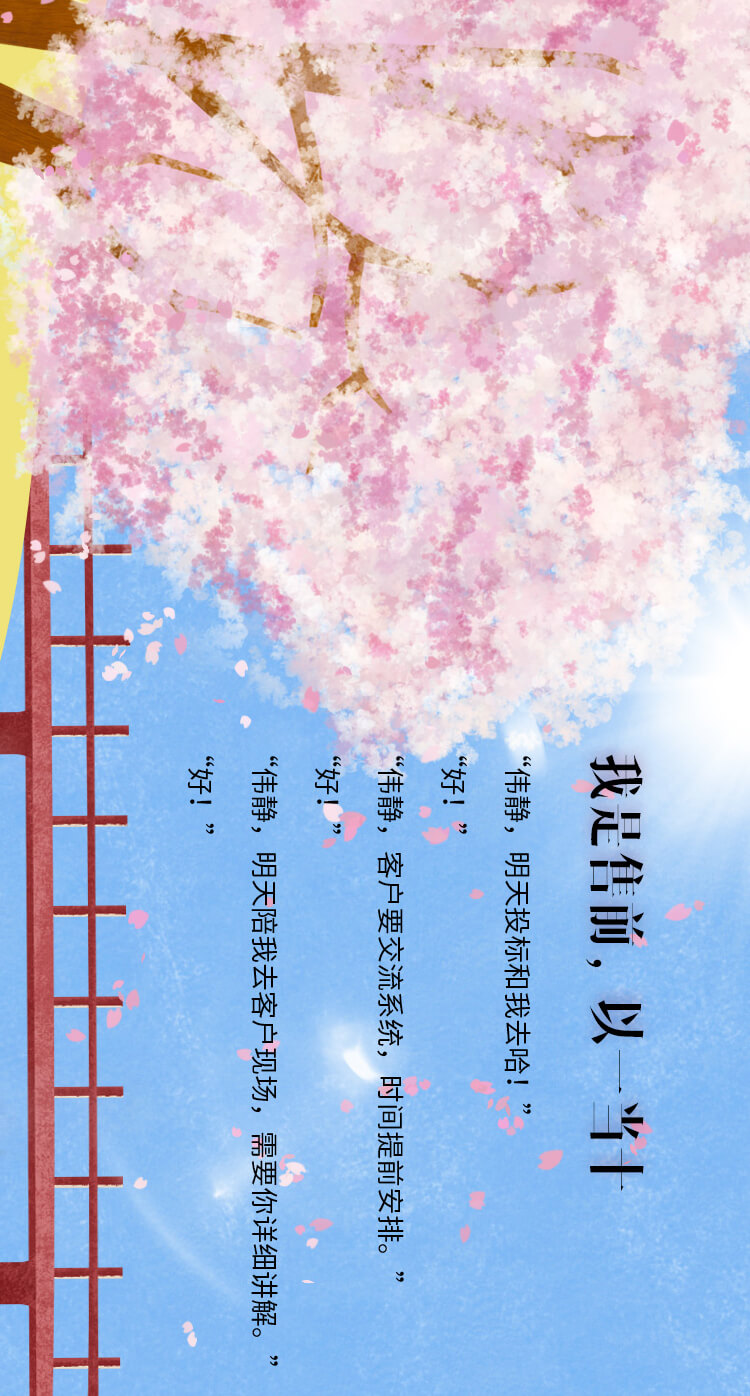 我是售前，以一当十
“伟静，明天投标和我去哈！”
“好！”
“伟静，客户要交流系统，时间提前安排。”
“好！”
“伟静，明天陪我去客户现场，需要你详细讲解。”
“好！”